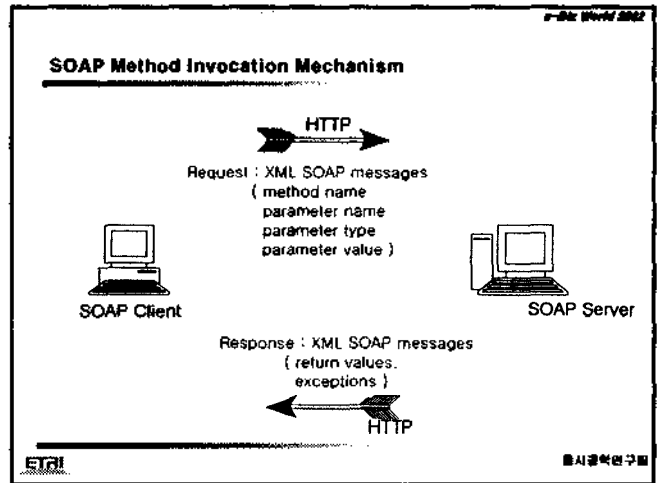 e-Biz World 2002
SOAP Method Invocation Mechanism
HTTP
Request : XML SOAP messages
( method name
parameter name
parameter type
parameter value )
SOAP Client
SOAP Server
Response : XML SOAP messages
( return values,
exceptions )
HTTP
ETRI